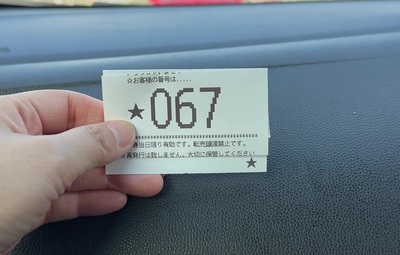 ☆お客様の番号は.....
★067
券当日限り有効です。転売譲渡禁止です。
※再発行は致しません。大切に保管してください
★